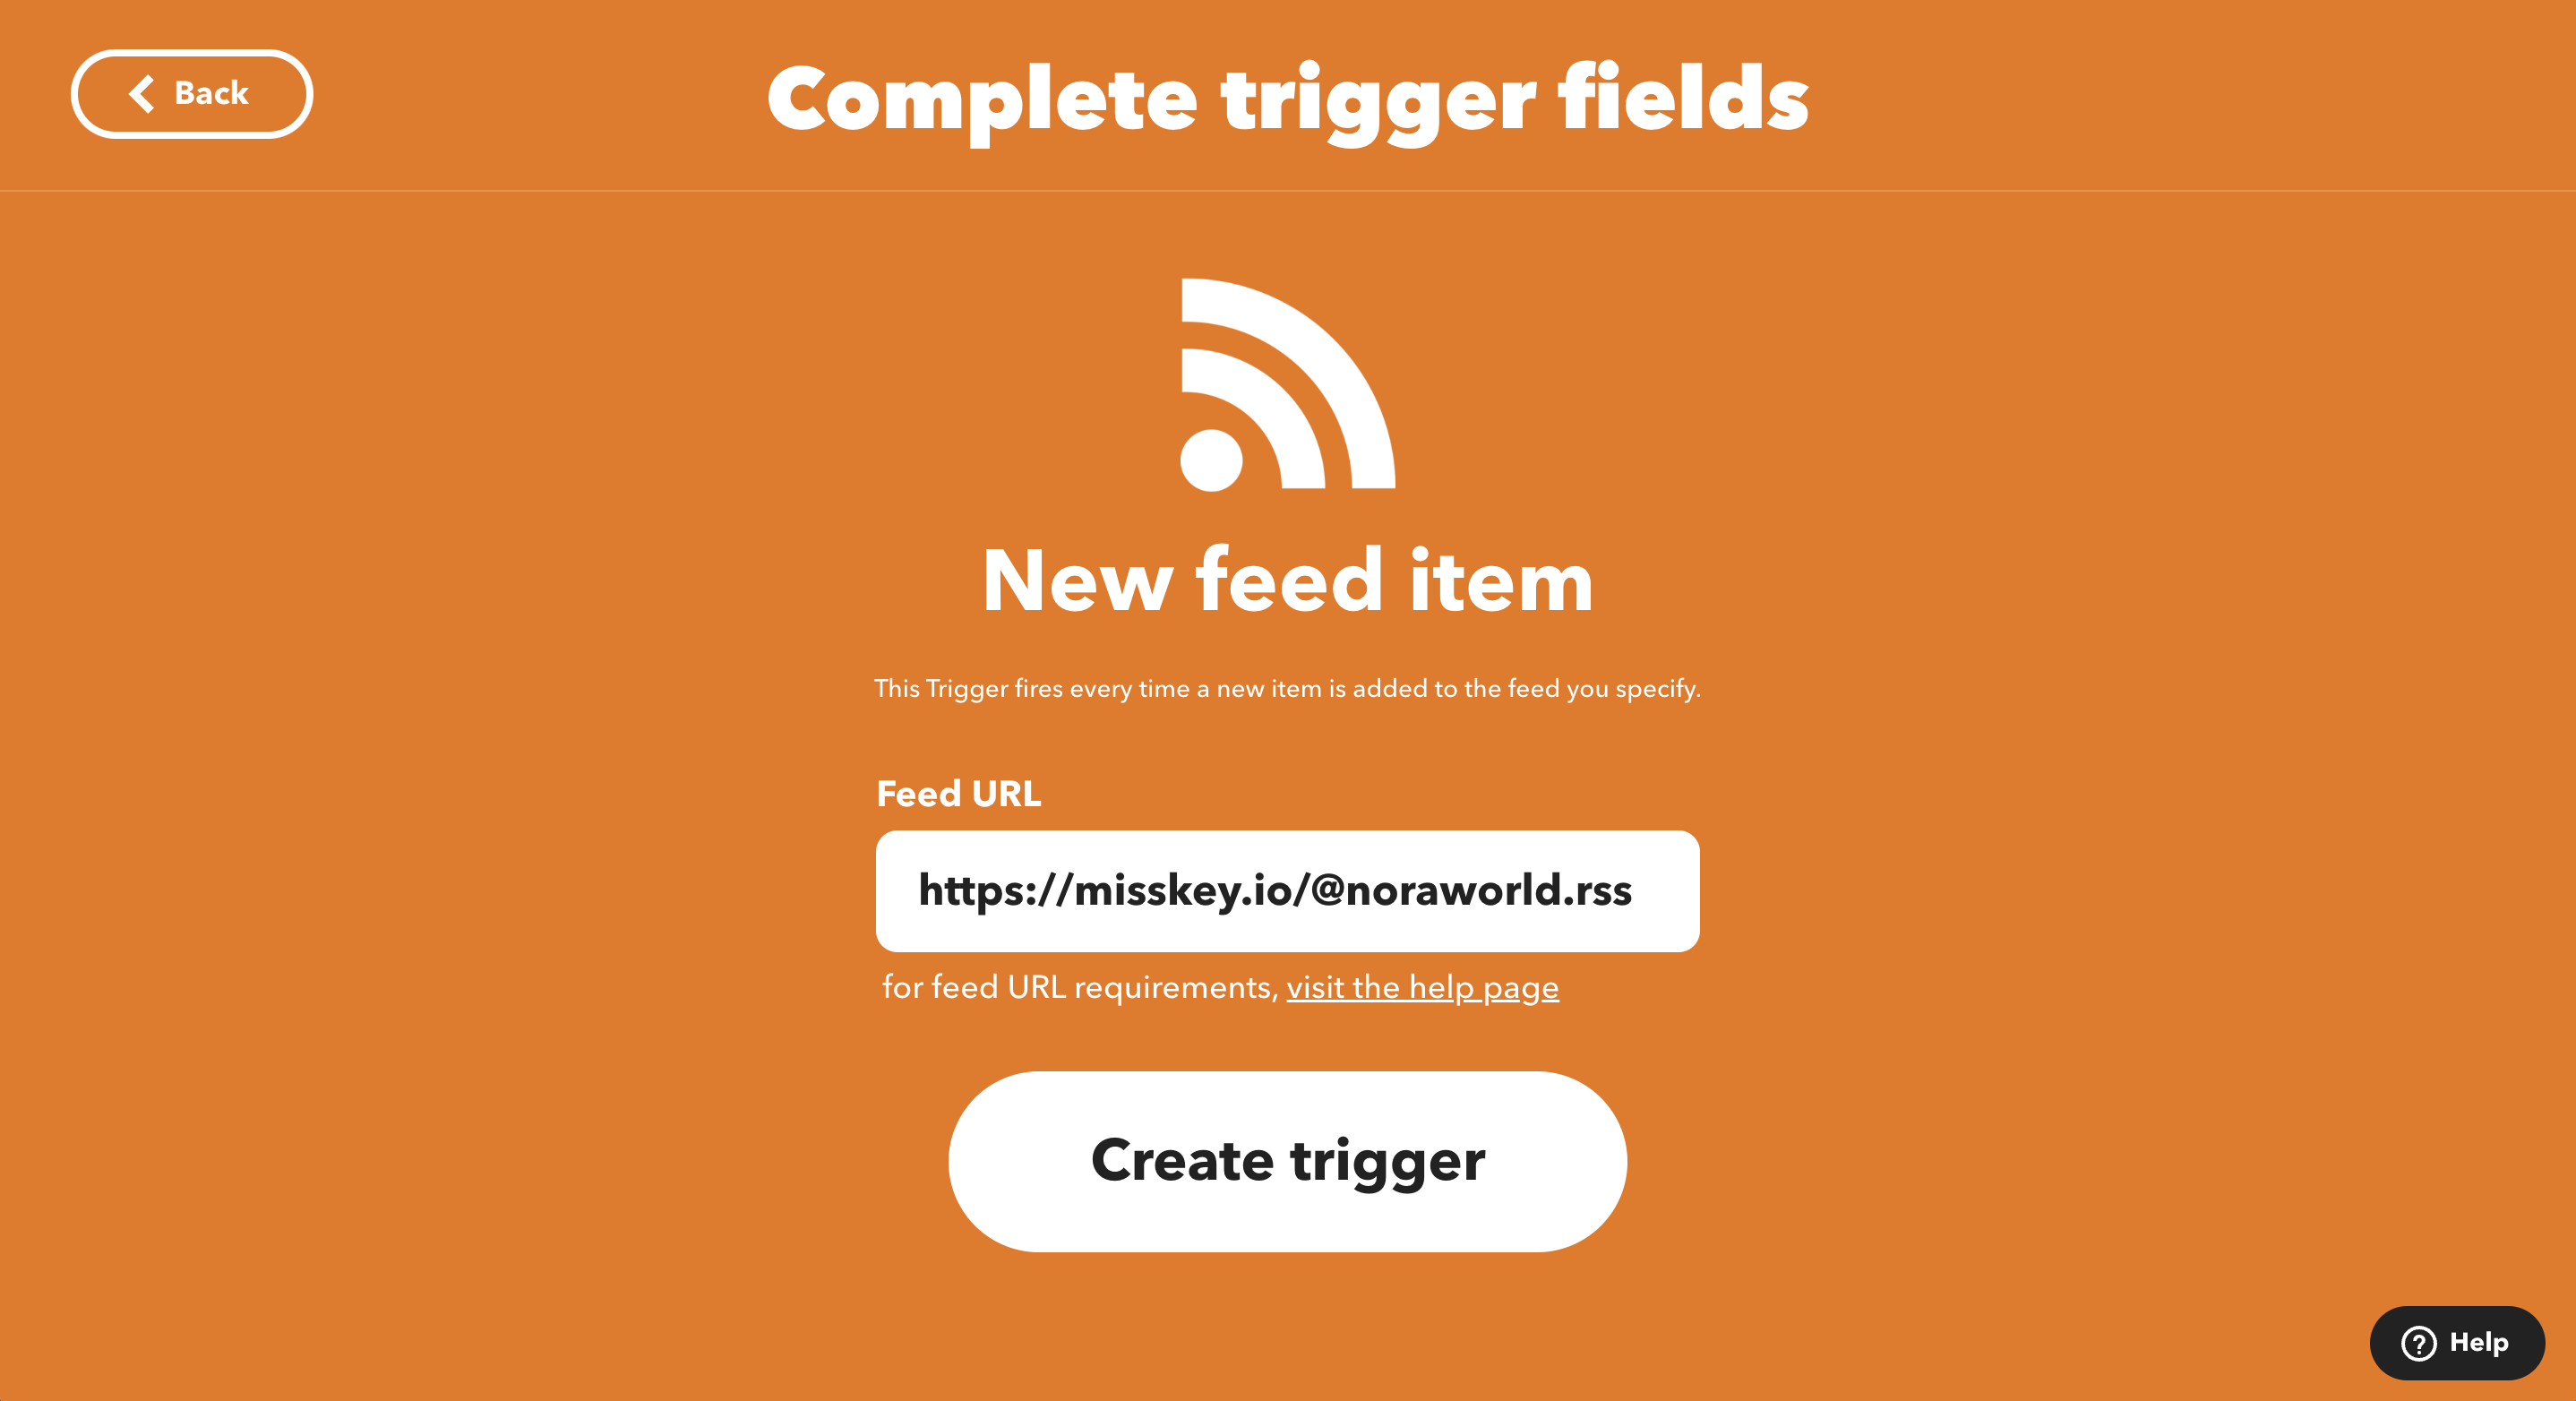 Back
Complete trigger fields
New feed item
This Trigger fires every time a new item is added to the feed you specify.
Feed URL
https://misskey.io/@noraworld.rss
for feed URL requirements, visit the help page
Create trigger
Help